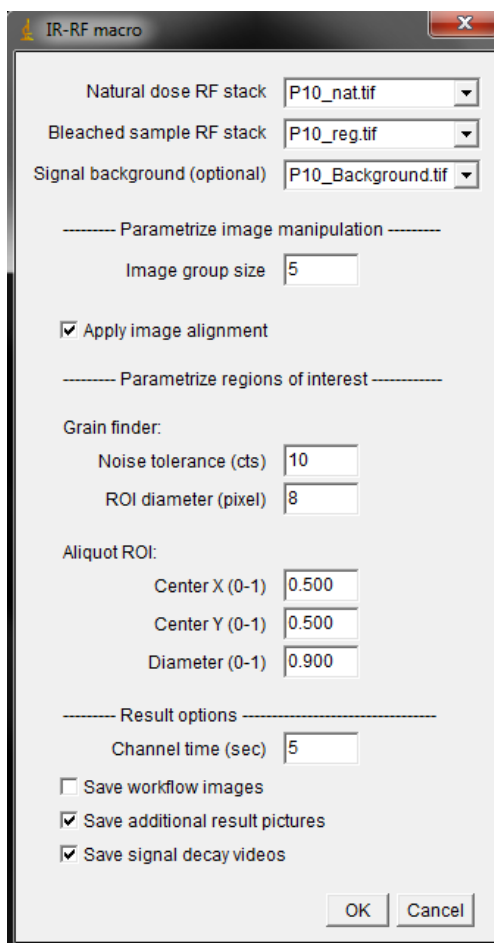 IR-RF macro
Natural dose RF stack P10_nat.tif
Bleached sample RF stack P10_reg.tif
Signal background (optional) P10_Background.tif
--------- Parametrize image manipulation ---------
Image group size 5
Apply image alignment
--------- Parametrize regions of interest------------
Grain finder:
Noise tolerance (cts) 10
ROI diameter (pixel) 8
Aliquot ROI:
Center X (0-1) 0.500
Center Y (0-1) 0.500
Diameter (0-1) 0.900
--------- Result options ---------------------------------
Channel time (sec) 5
Save workflow images
Save additional result pictures
Save signal decay videos
OK Cancel